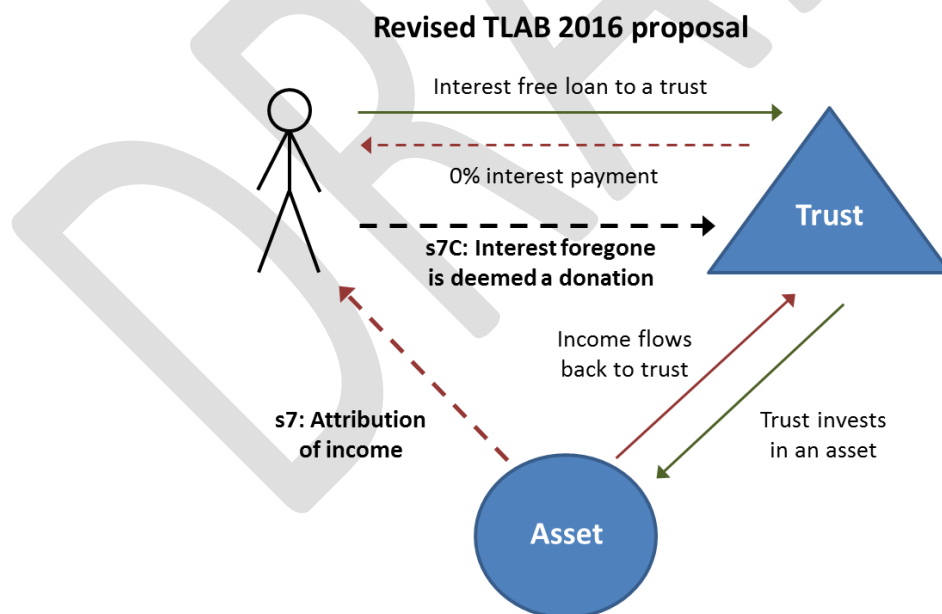 Revised TLAB 2016 proposal
Interest free loan to a trust
0% interest payment
Trust
s7C: Interest foregone
is deemed a donation
Income flows
back to trust
s7: Attribution
of income
Trust invests
in an asset
Asset
DRA